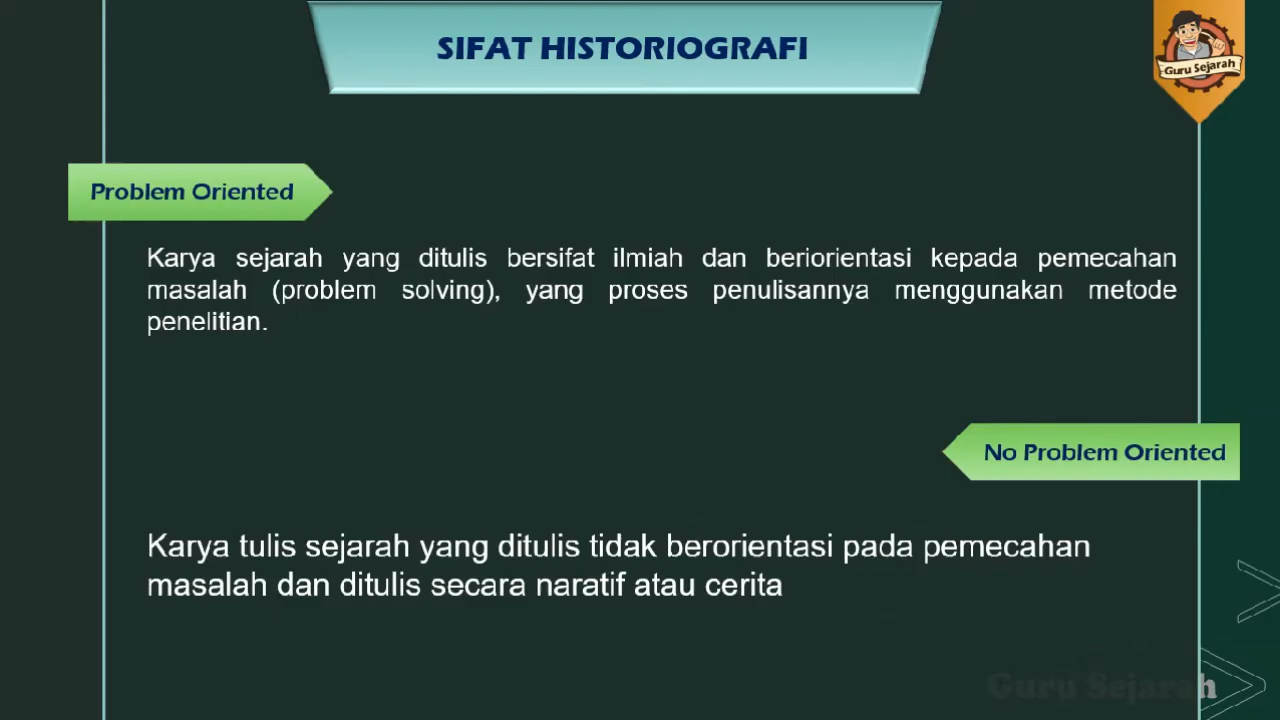 SIFAT HISTORIOGRAFI
Guru Sejarah
Problem Oriented
Karya sejarah yang ditulis bersifat ilmiah dan beriorientasi kepada pemecahan
masalah (problem solving), yang proses penulisannya menggunakan metode
penelitian.
No Problem Oriented
Karya tulis sejarah yang ditulis tidak berorientasi pada pemecahan
masalah dan ditulis secara naratif atau cerita
Guru Sejarah